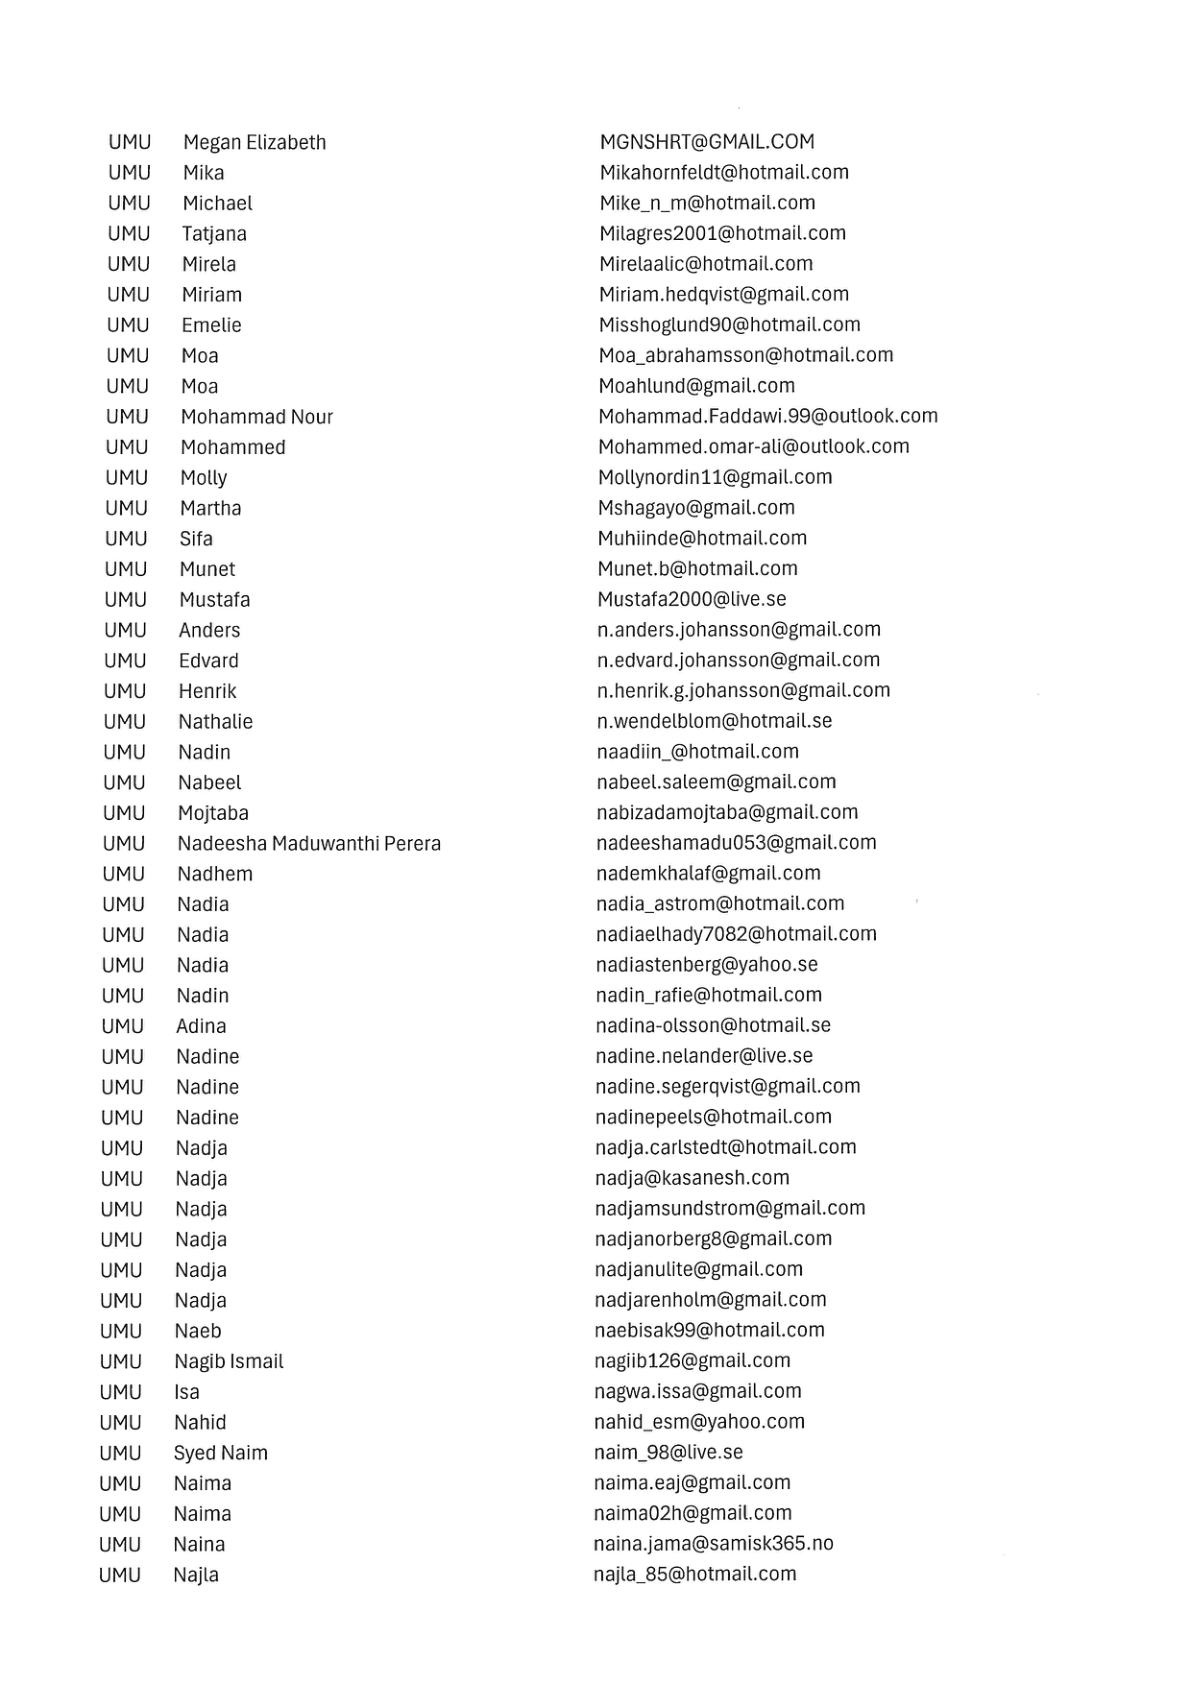 UMU Megan Elizabeth MGNSHRT@GMAIL.COM
UMU Mika Mikahornfeldt@hotmail.com
UMU Michael Mike_n_m@hotmail.com
UMU Tatjana Milagres2001@hotmail.com
UMU Mirela Mirelaalic@hotmail.com
UMU Miriam Miriam.hedqvist@gmail.com
UMU Emelie Misshoglund90@hotmail.com
UMU Moa Moa_abrahamsson@hotmail.com
UMU Moa Moahlund@gmail.com
UMU Mohammad Nour Mohammad.Faddawi.99@outlook.com
UMU Mohammed Mohammed.omar-ali@outlook.com
UMU Molly Mollynordin11@gmail.com
UMU Martha Mshagayo@gmail.com
UMU Sifa Muhiinde@hotmail.com
UMU Munet Munet.b@hotmail.com
UMU Mustafa Mustafa2000@live.se
UMU Anders n.anders.johansson@gmail.com
UMU Edvard n.edvard.johansson@gmail.com
UMU Henrik n.henrik.g.johansson@gmail.com
UMU Nathalie n.wendelblom@hotmail.se
UMU Nadin naadiin_@hotmail.com
UMU Nabeel nabeel.saleem@gmail.com
UMU Mojtaba nabizadamojtaba@gmail.com
UMU Nadeesha Maduwanthi Perera nadeeshamadu053@gmail.com
UMU Nadhem nademkhalaf@gmail.com
UMU Nadia nadia_astrom@hotmail.com
UMU Nadia nadiaelhady7082@hotmail.com
UMU Nadia nadiastenberg@yahoo.se
UMU Nadin nadin_rafie@hotmail.com
UMU Adina nadina-olsson@hotmail.se
UMU Nadine nadine.nelander@live.se
UMU Nadine nadine.segerqvist@gmail.com
UMU Nadine nadinepeels@hotmail.com
UMU Nadja nadja.carlstedt@hotmail.com
UMU Nadja nadja@kasanesh.com
UMU Nadja nadjamsundstrom@gmail.com
UMU Nadja nadjanorberg8@gmail.com
UMU Nadja nadjanulite@gmail.com
UMU Nadja nadjarenholm@gmail.com
UMU Naeb naebisak99@hotmail.com
UMU Nagib Ismail nagiib126@gmail.com
UMU Isa nagwa.issa@gmail.com
UMU Nahid nahid_esm@yahoo.com
UMU Syed Naim naim_98@live.se
UMU Naima naima.eaj@gmail.com
UMU Naima naima02h@gmail.com
UMU Naina naina.jama@samisk365.no
UMU Najla najla_85@hotmail.com